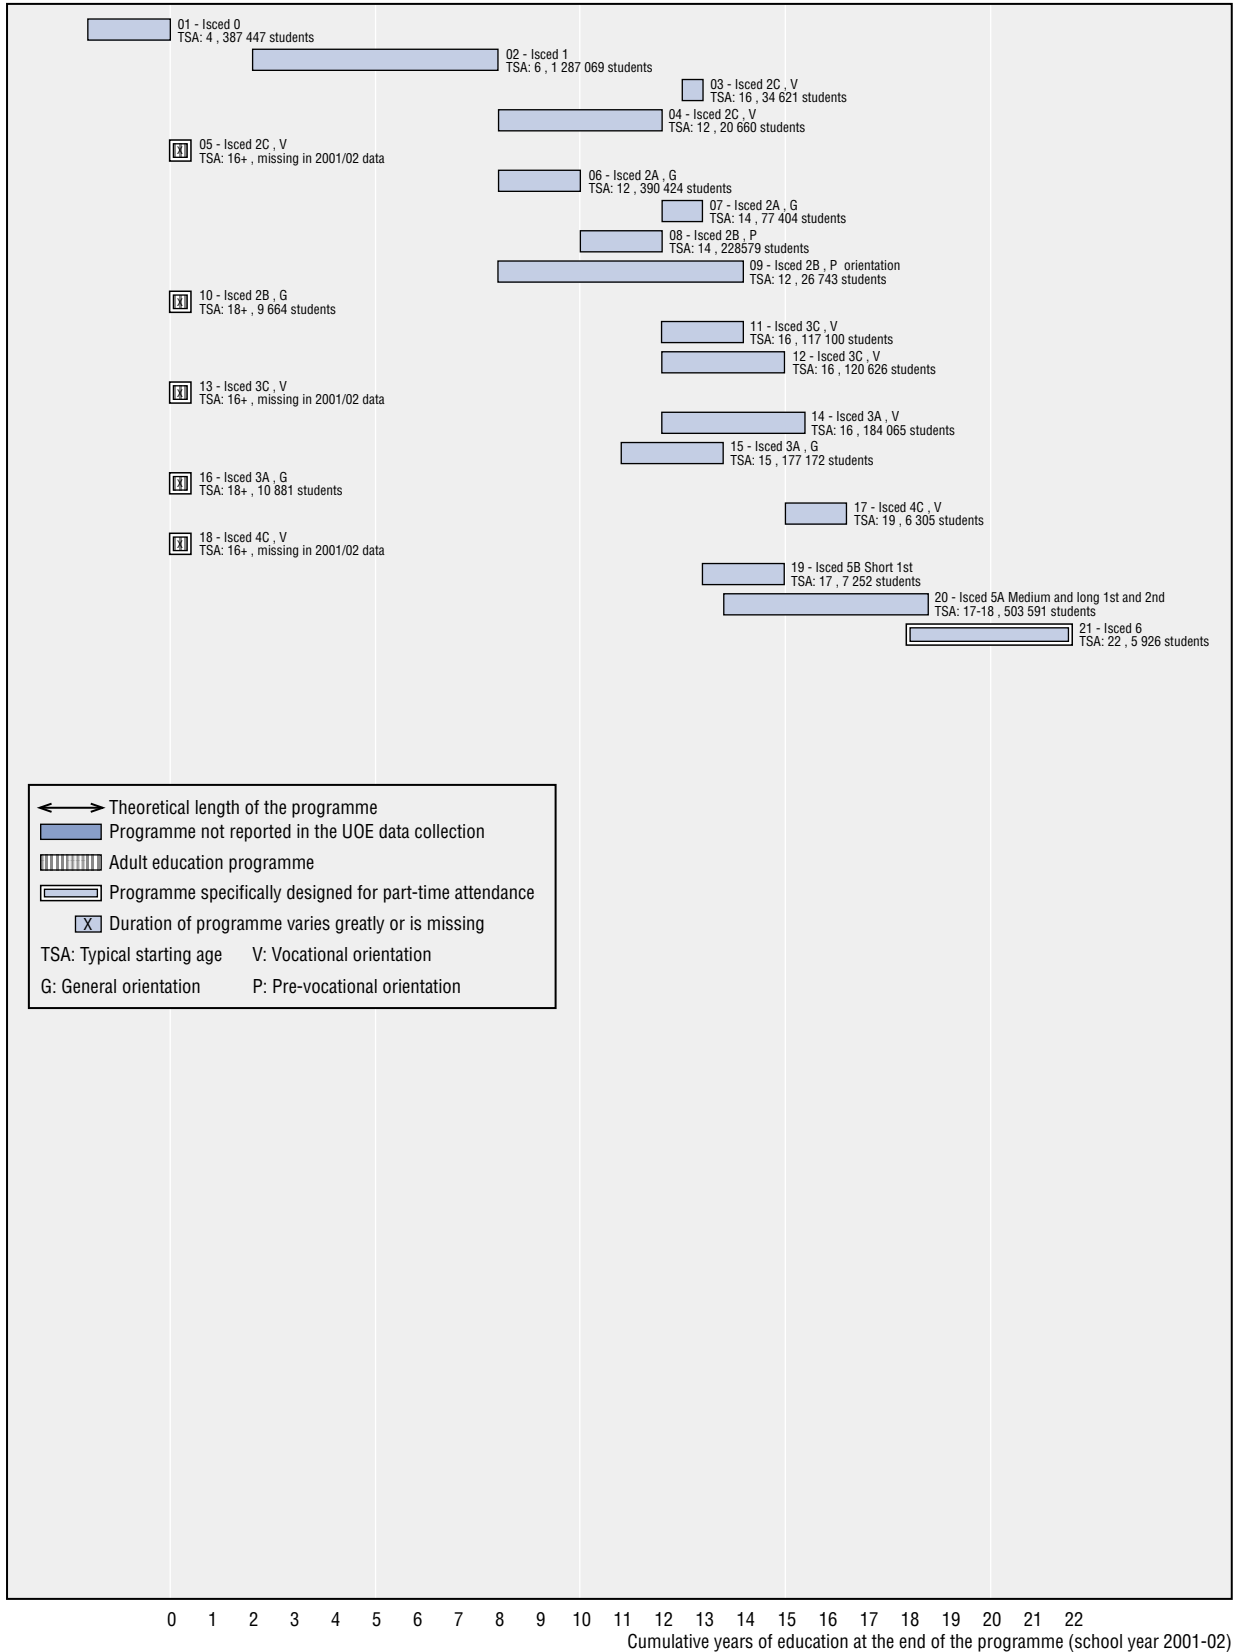 01 - Isced 0
TSA: 4 , 387 447 students
02 - Isced 1
TSA: 6 , 1 287 069 students
03 - Isced 2C , V
TSA: 16 , 34 621 students
04 - Isced 2C , V
TSA: 12 , 20 660 students
05 - Isced 2C , V
TSA: 16+ , missing in 2001/02 data
06 - Isced 2A , G
TSA: 12 , 390 424 students
07 - Isced 2A , G
TSA: 14 , 77 404 students
08 - Isced 2B , P
TSA: 14 , 228579 students
09 - Isced 2B , P orientation
TSA: 12 , 26 743 students
10 - Isced 2B , G
TSA: 18+ , 9 664 students
11 - Isced 3C , V
TSA: 16 , 117 100 students
12 - Isced 3C , V
TSA: 16 , 120 626 students
13 - Isced 3C , V
TSA: 16+ , missing in 2001/02 data
14 - Isced 3A , V
TSA: 16 , 184 065 students
15 - Isced 3A , G
TSA: 15 , 177 172 students
16 - Isced 3A , G
TSA: 18+ , 10 881 students
17 - Isced 4C , V
TSA: 19 , 6 305 students
18 - Isced 4C , V
TSA: 16+ , missing in 2001/02 data
19 - Isced 5B Short 1st
TSA: 17 , 7 252 students
20 - Isced 5A Medium and long 1st and 2nd
TSA: 17-18 , 503 591 students
21 - Isced 6
TSA: 22 , 5 926 students
Theoretical length of the programme
Programme not reported in the UOE data collection
Adult education programme
Programme specifically designed for part-time attendance
X Duration of programme varies greatly or is missing
TSA: Typical starting age V: Vocational orientation
G: General orientation P: Pre-vocational orientation
0 1 2 3 4 5 6 7 8 9 10 11 12 13 14 15 16 17 18 19 20 21 22
Cumulative years of education at the end of the programme (school year 2001-02)